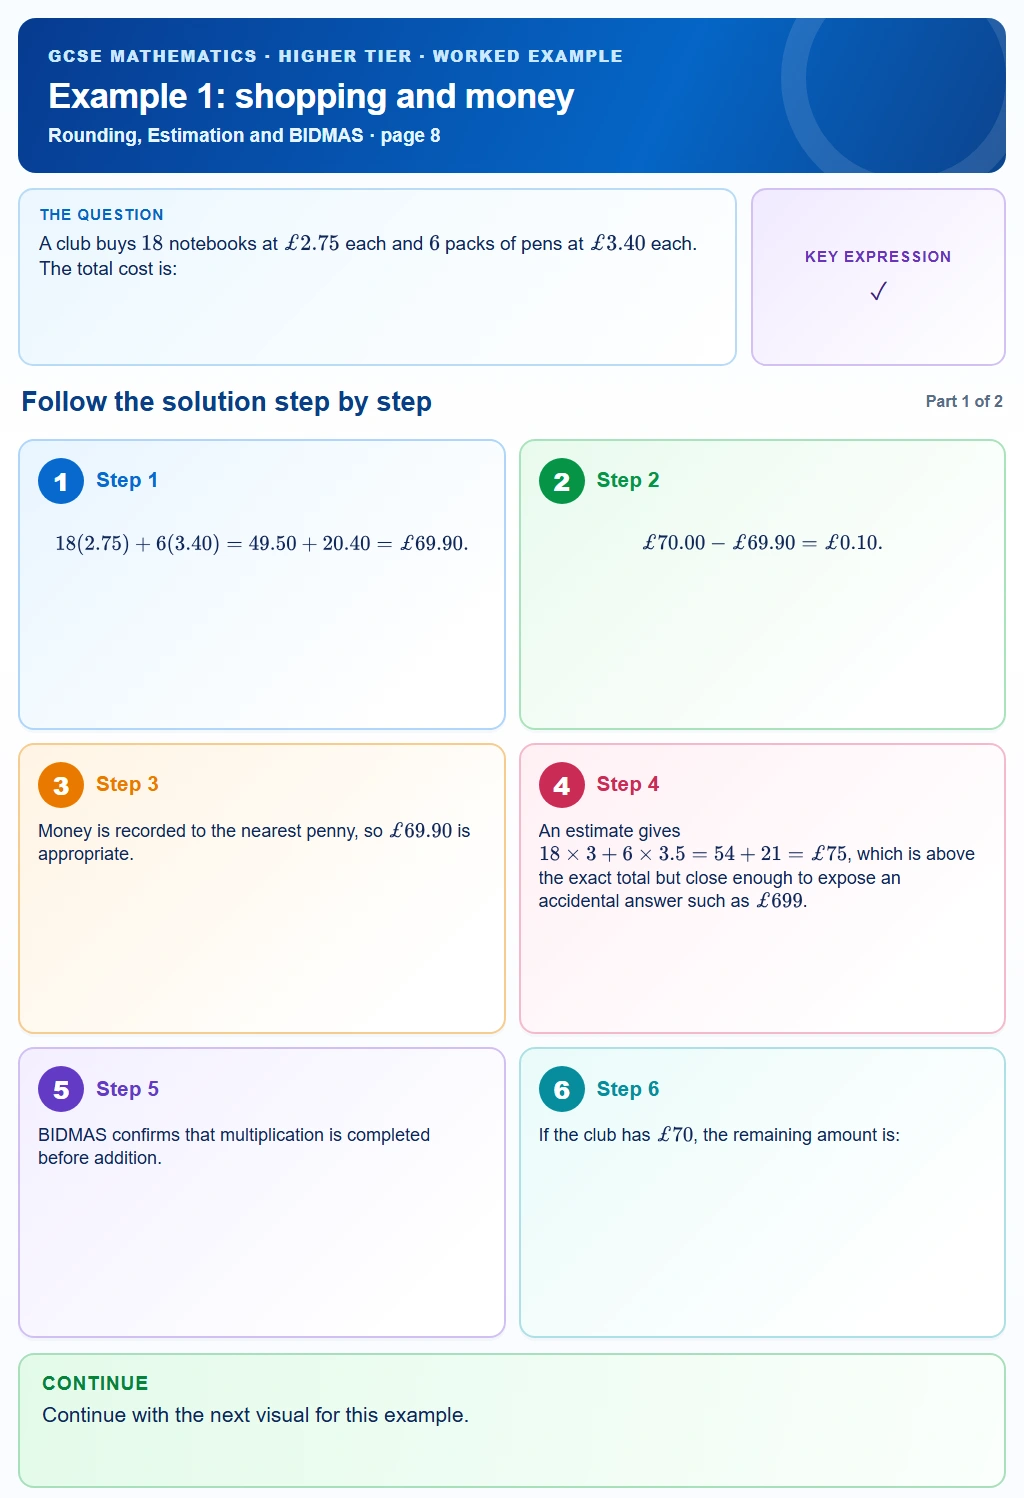 GCSE MATHEMATICS · HIGHER TIER · WORKED EXAMPLE
Example 1: shopping and money
Rounding, Estimation and BIDMAS · page 8
THE QUESTION
A club buys 18 notebooks at £2.75 each and 6 packs of pens at £3.40 each.
The total cost is:
KEY EXPRESSION
✓
Follow the solution step by step
Part 1 of 2
1 Step 1
18(2.75) + 6(3.40) = 49.50 + 20.40 = £69.90.
2 Step 2
£70.00 − £69.90 = £0.10.
3 Step 3
Money is recorded to the nearest penny, so £69.90 is
appropriate.
4 Step 4
An estimate gives
18 × 3 + 6 × 3.5 = 54 + 21 = £75, which is above
the exact total but close enough to expose an
accidental answer such as £699.
5 Step 5
BIDMAS confirms that multiplication is completed
before addition.
6 Step 6
If the club has £70, the remaining amount is:
CONTINUE
Continue with the next visual for this example.